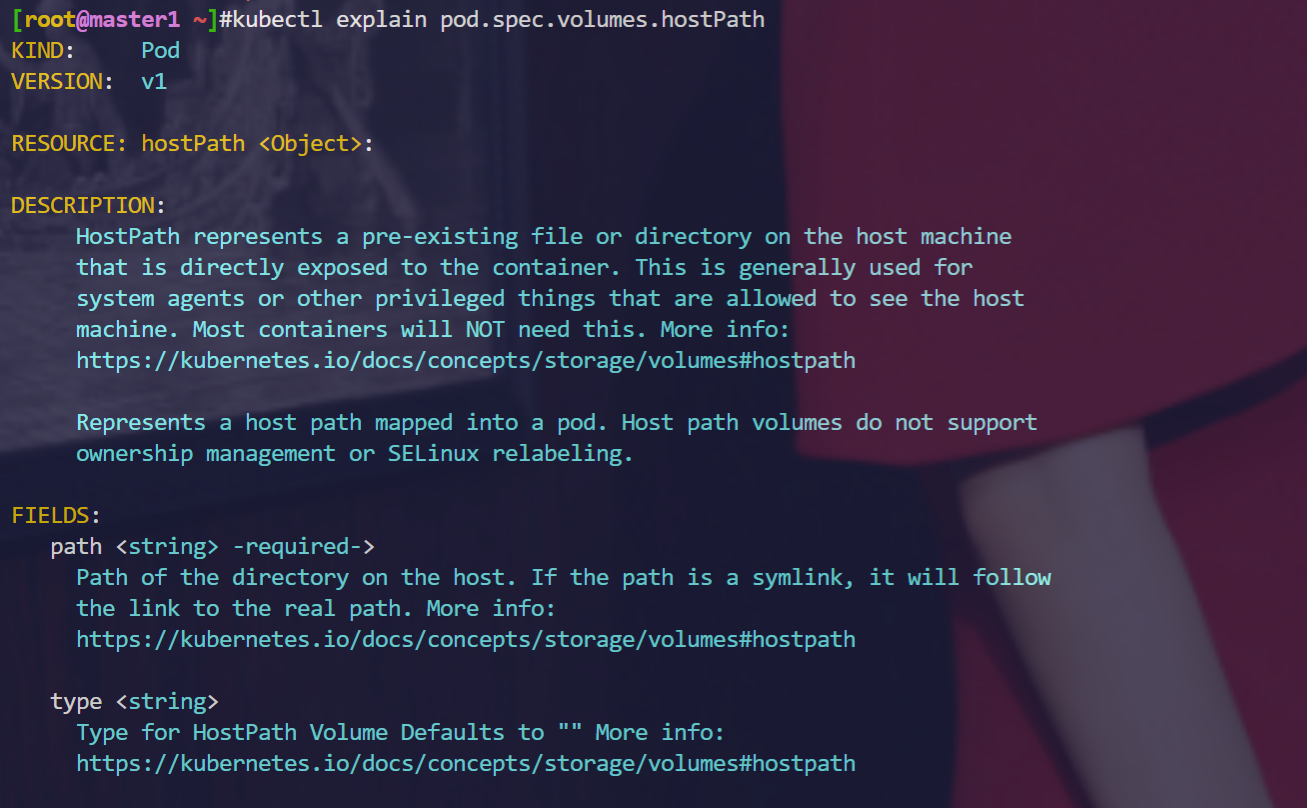 [root@master1 ~]#kubectl explain pod.spec.volumes.hostPath
KIND:     Pod
VERSION:  v1
RESOURCE: hostPath <Object>:
DESCRIPTION:
HostPath represents a pre-existing file or directory on the host machine
that is directly exposed to the container. This is generally used for
system agents or other privileged things that are allowed to see the host
machine. Most containers will NOT need this. More info:
https://kubernetes.io/docs/concepts/storage/volumes#hostpath
Represents a host path mapped into a pod. Host path volumes do not support
ownership management or SELinux relabeling.
FIELDS:
path <string> -required->
Path of the directory on the host. If the path is a symlink, it will follow
the link to the real path. More info:
https://kubernetes.io/docs/concepts/storage/volumes#hostpath
type <string>
Type for HostPath Volume Defaults to "" More info:
https://kubernetes.io/docs/concepts/storage/volumes#hostpath